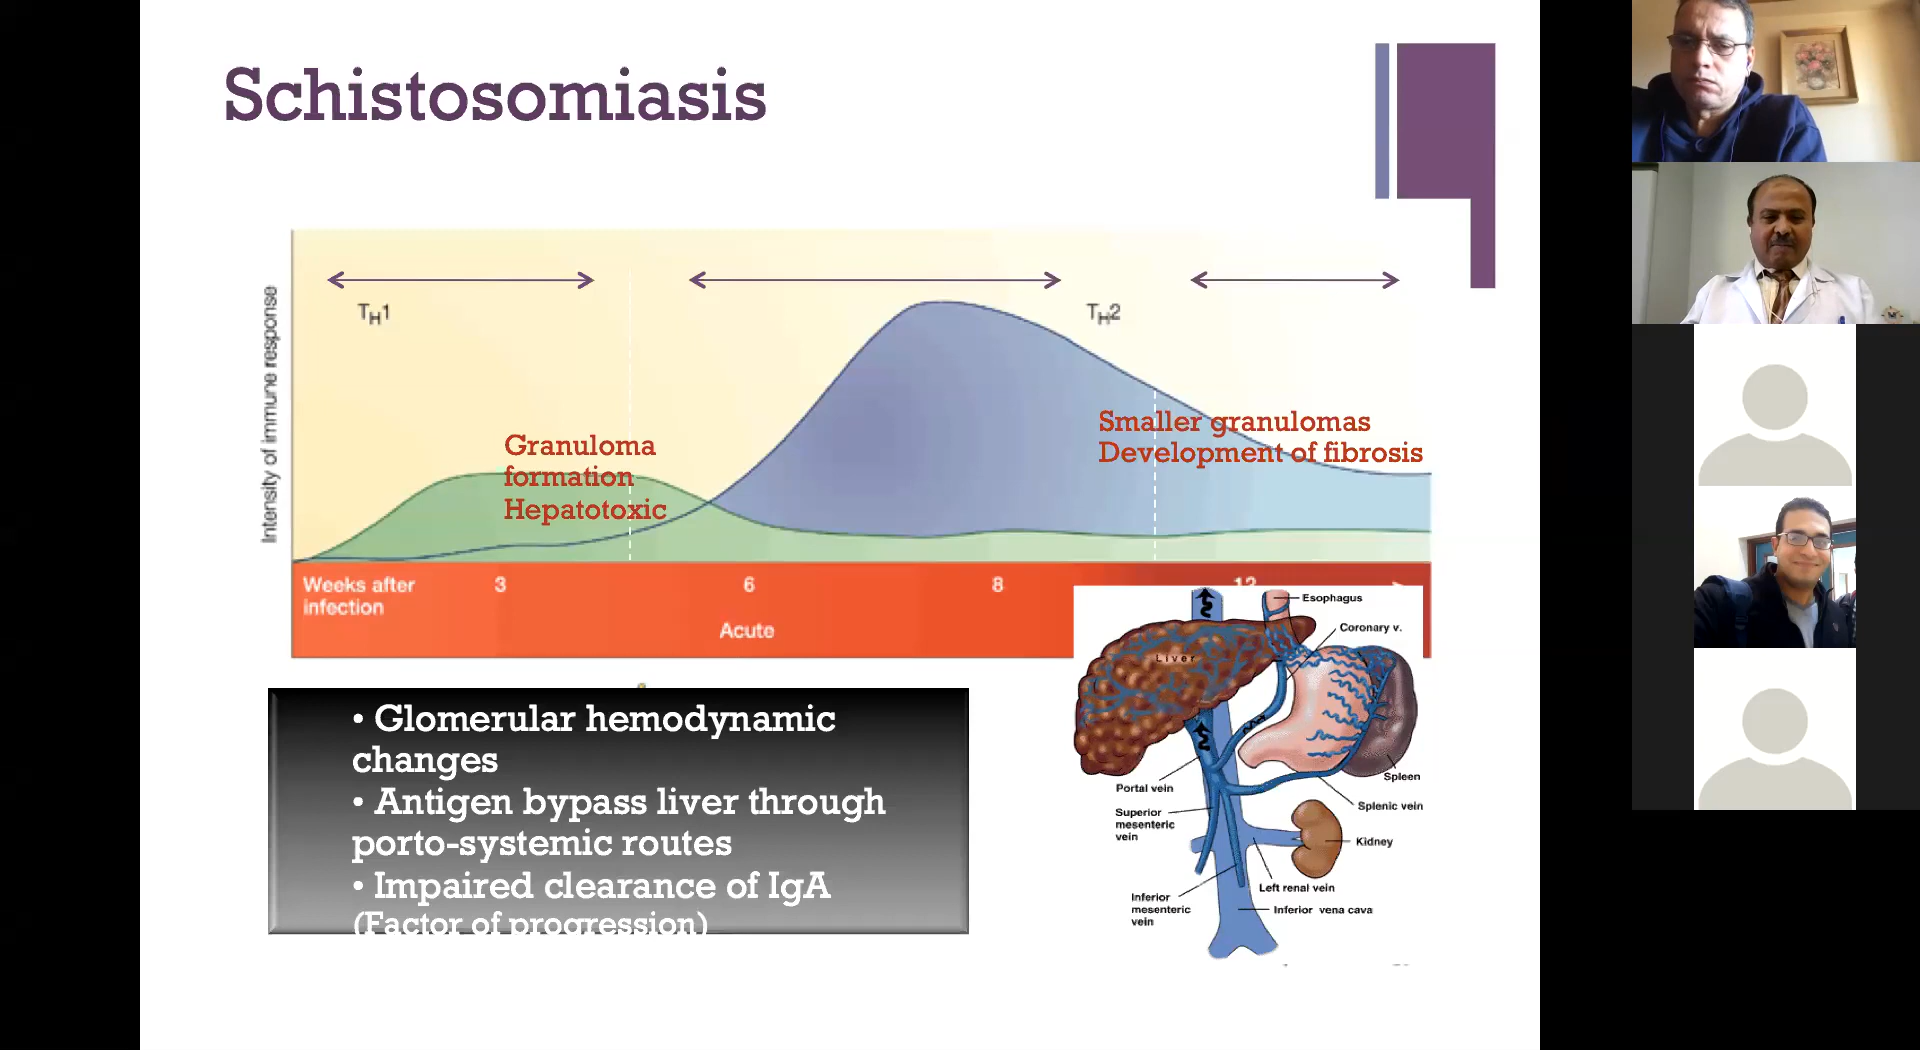 Schistosomiasis
TH1
TH2
Intensity of immune response
Granuloma
formation
Hepatotoxic
Smaller granulomas
Development of fibrosis
Weeks after
infection
3
6
8
12
Acute
• Glomerular hemodynamic
changes
• Antigen bypass liver through
porto-systemic routes
• Impaired clearance of IgA
(Factor of progression)
Esophagus
Coronary v.
Liver
Spleen
Portal vein
Splenic vein
Superior
mesenteric
vein
Kidney
Left renal vein
Inferior
mesenteric
vein
Inferior vena cava